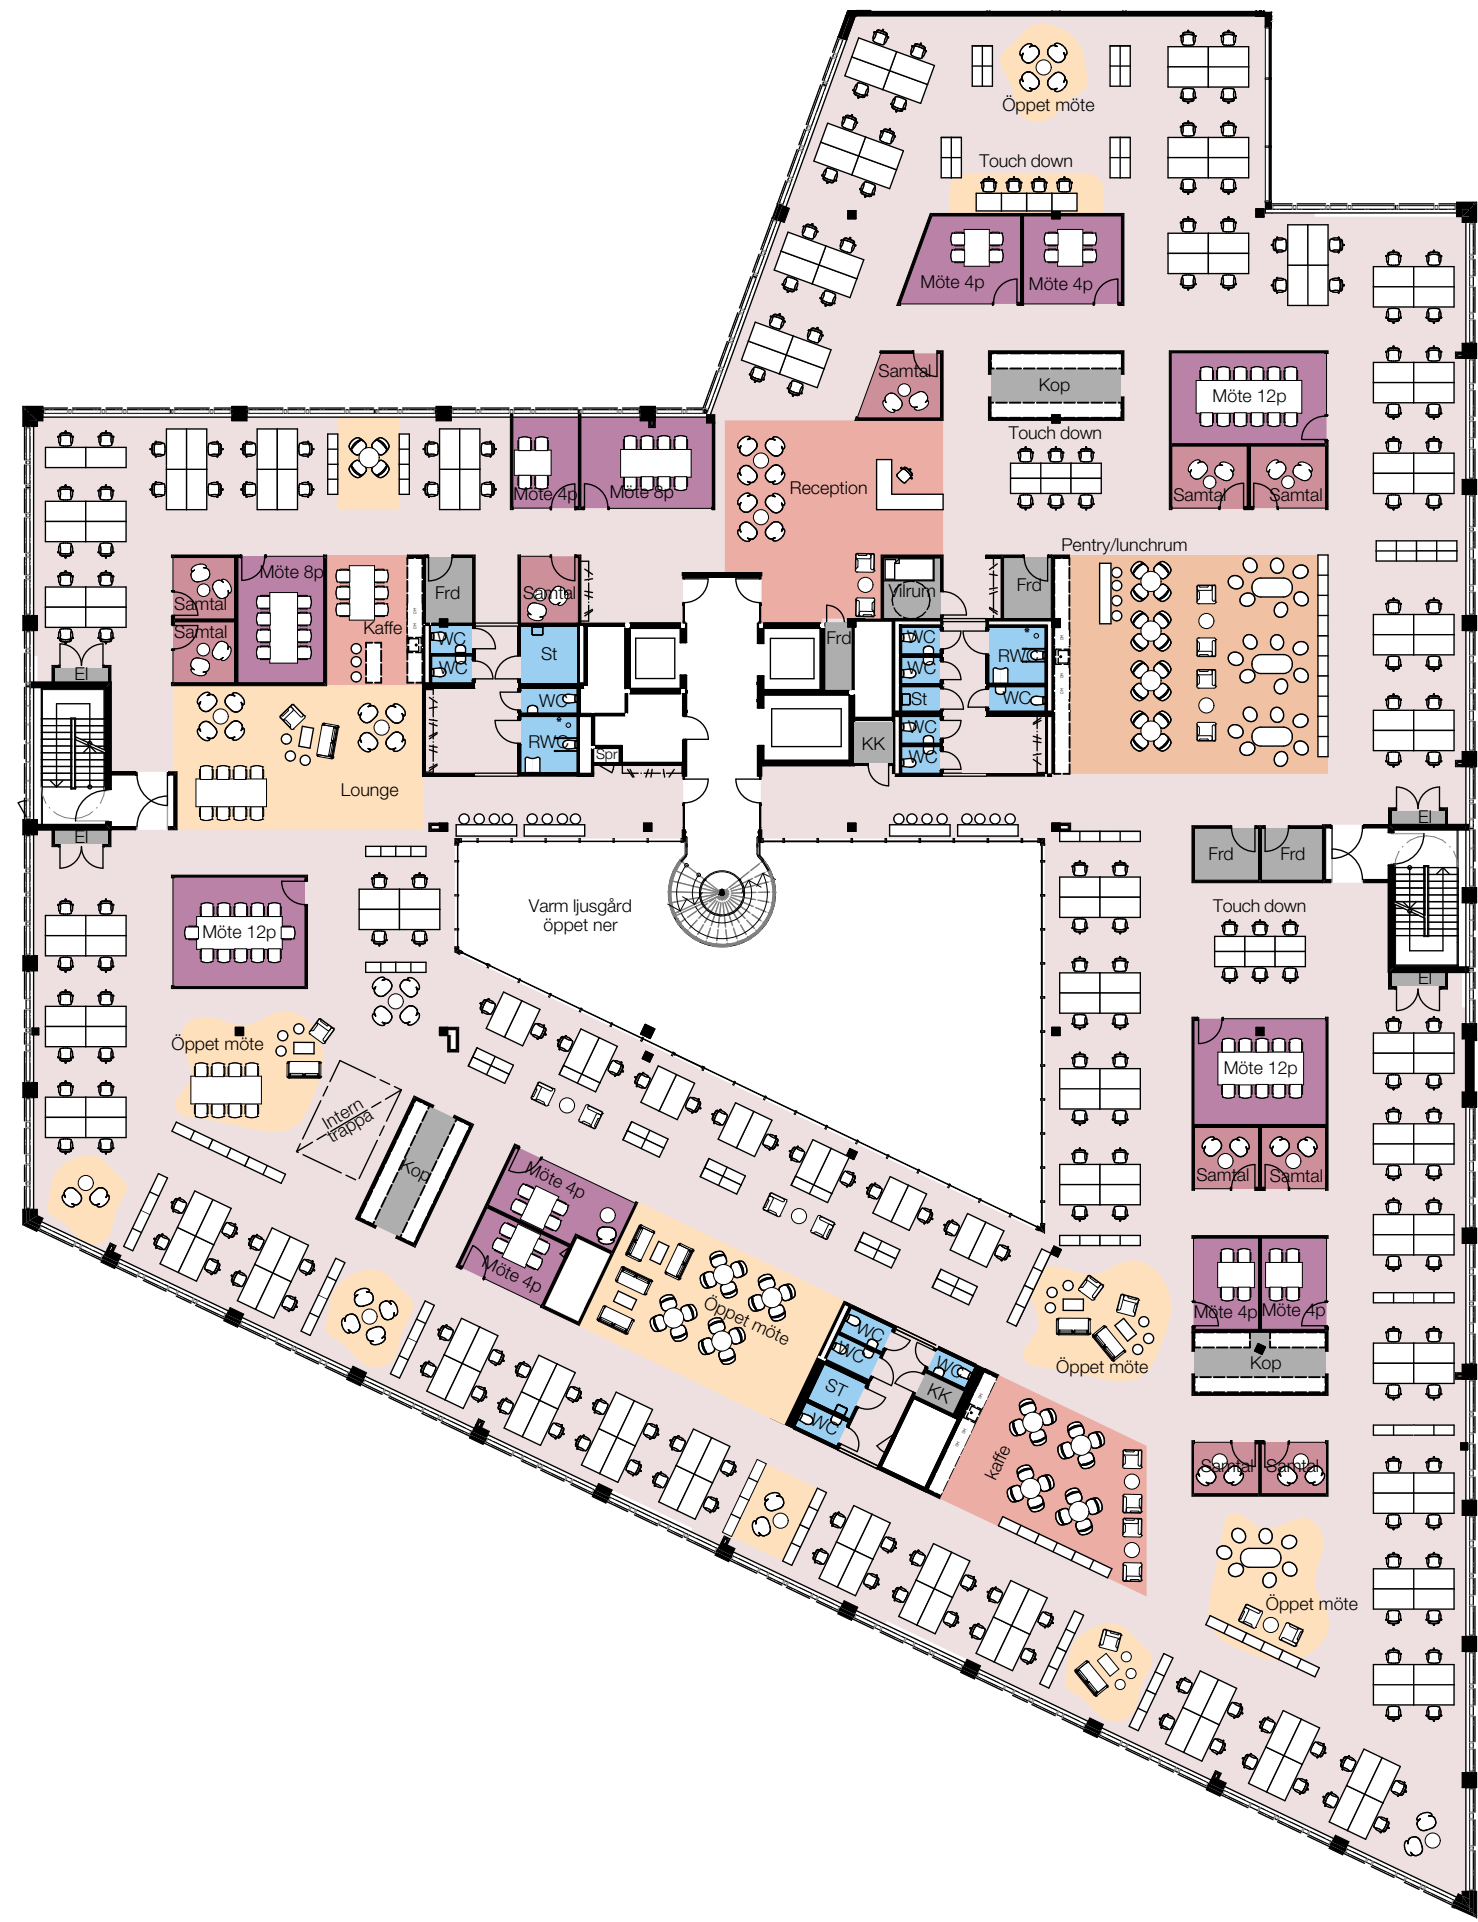 Öppet möte
Touch down
Möte 4p
Möte 4p
Samtal
Kop
Möte 12p
Touch down
Möte 4p
Möte 8p
Reception
Samtal
Samtal
Pentry/lunchrum
Samtal
Möte 8p
Kaffe
Frd
Samtal
Vilrum
Frd
Samtal
WC
WC
St
Frd
WC
WC
RWC
El
WC
St
WC
RWC
Spr
KK
WC
WC
Lounge
El
El
Frd
Frd
Varm ljusgård
öppet ner
Touch down
Möte 12p
El
Öppet möte
Intern
trappa
Möte 12p
Kop
Möte 4p
Möte 4p
Samtal
Samtal
Öppet möte
Möte 4p
Möte 4p
WC
WC
WC
ST
KK
WC
Öppet möte
Kop
kaffe
Samtal
Samtal
Öppet möte